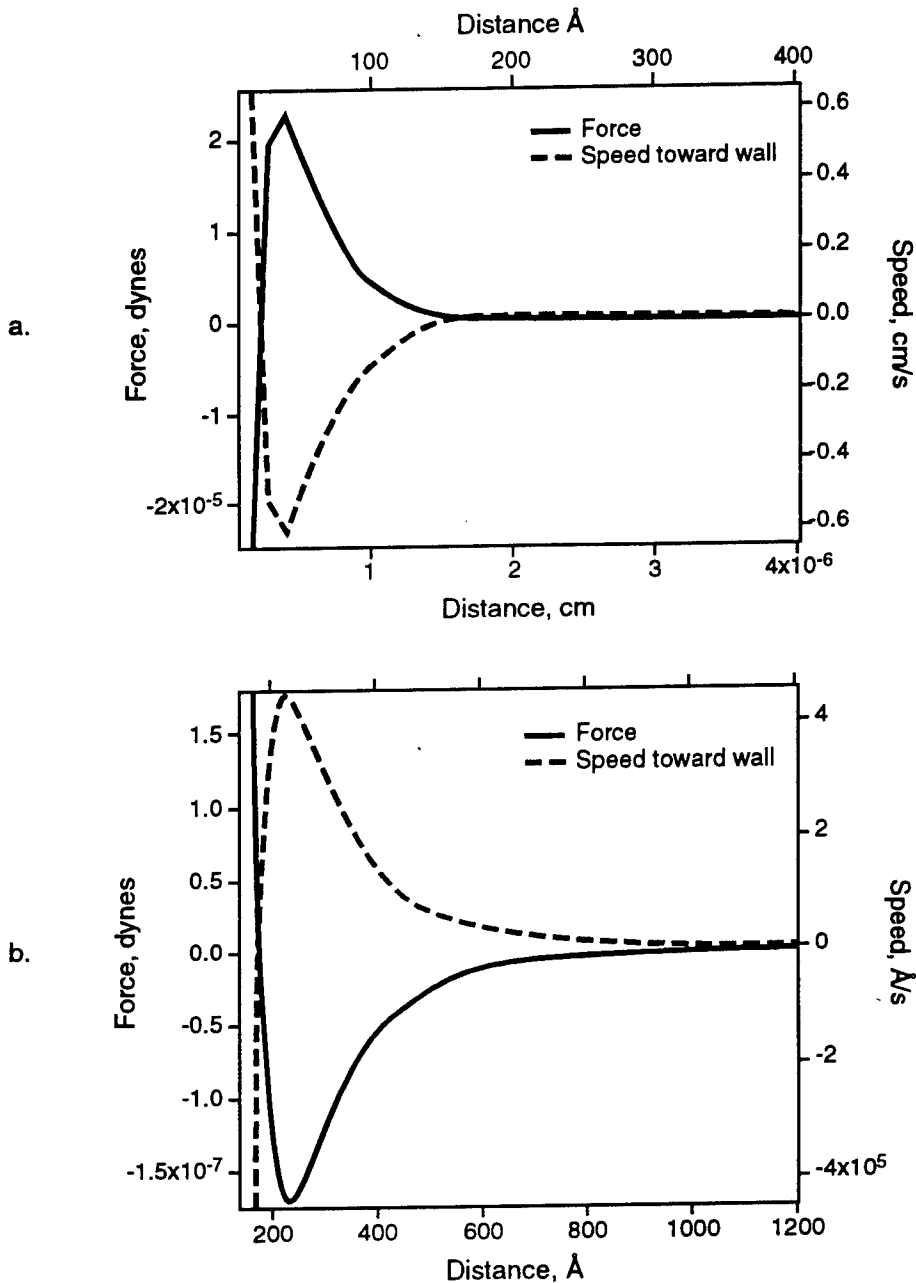 Distance Å
100 200 300 400
Force
Speed toward wall
2
1
0
-1
-2x10-5
Force, dynes
0.6
0.4
0.2
0.0
-0.2
-0.4
-0.6
Speed, cm/s
a.
1 2 3 4x10-6
Distance, cm
Force
Speed toward wall
1.5
1.0
0.5
0.0
-0.5
-1.0
-1.5x10-7
Force, dynes
4
2
0
-2
-4x10^5
Speed, Å/s
b.
200 400 600 800 1000 1200
Distance, Å